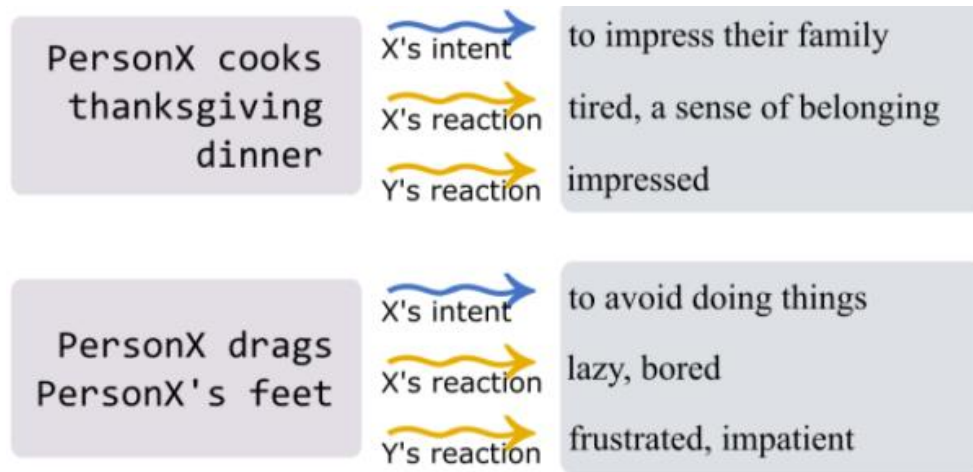 PersonX cooks
thanksgiving
dinner
X's intent
to impress their family
X's reaction
tired, a sense of belonging
Y's reaction
impressed
PersonX drags
PersonX's feet
X's intent
to avoid doing things
X's reaction
lazy, bored
Y's reaction
frustrated, impatient